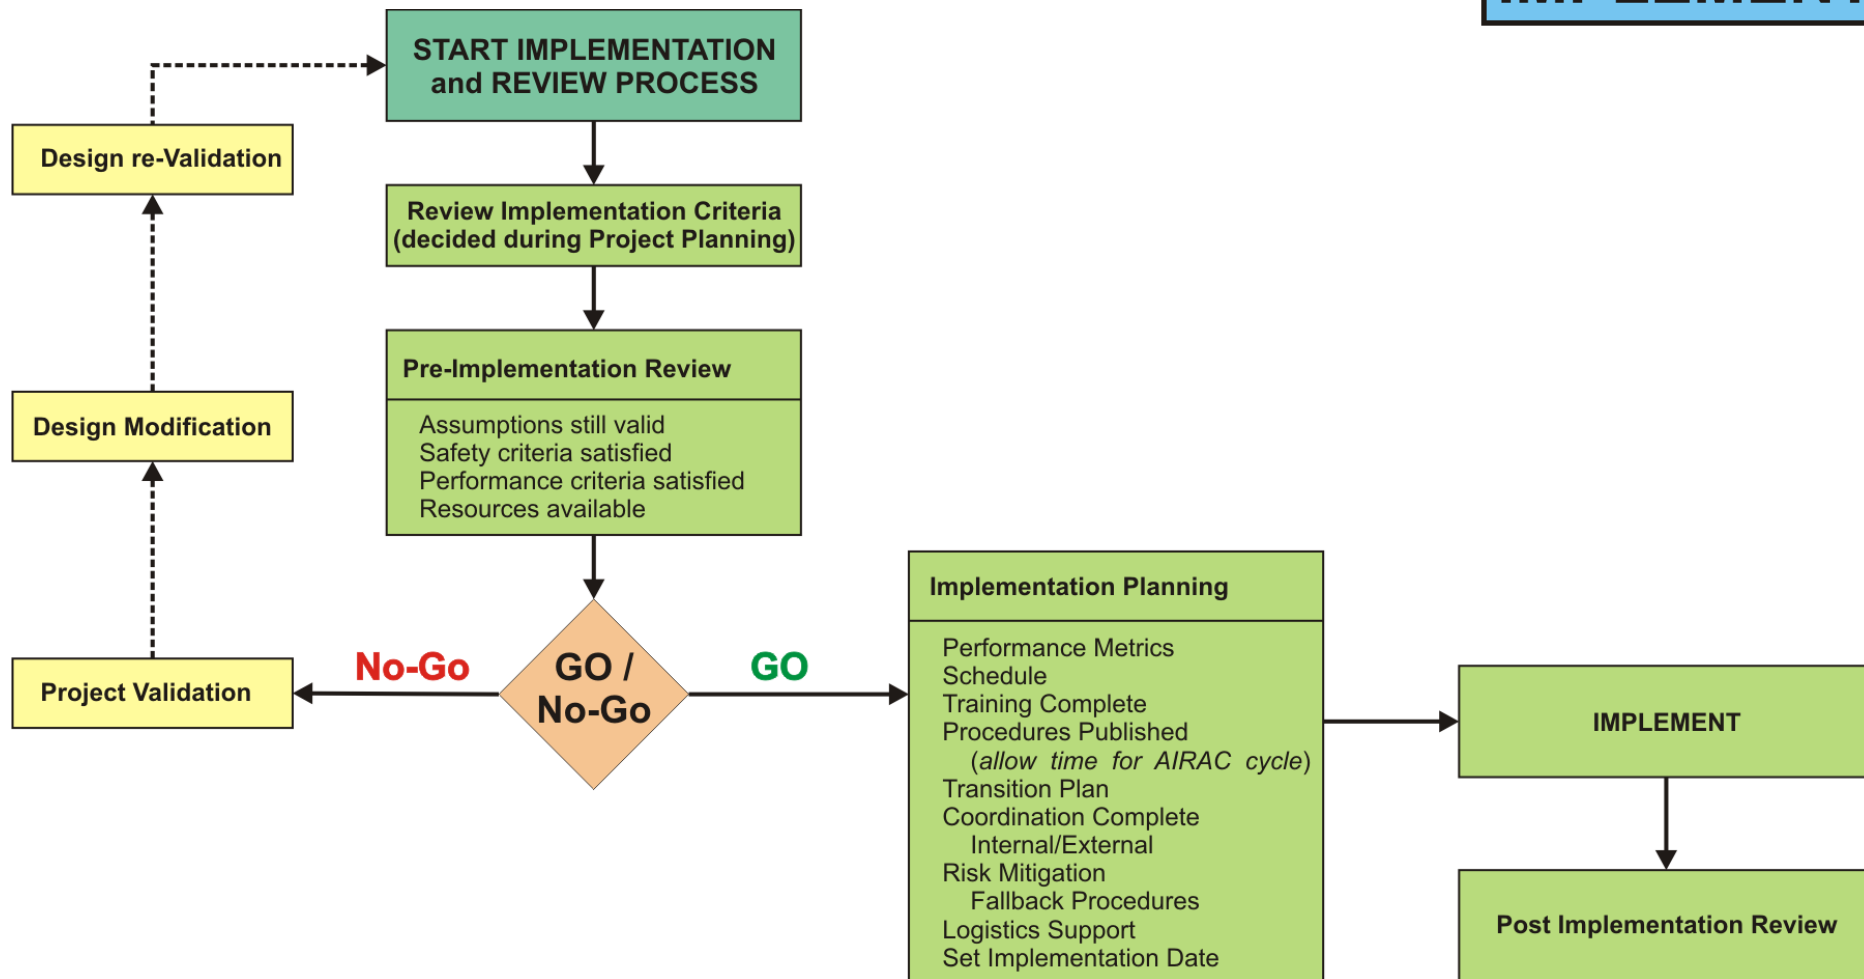 START IMPLEMENTATION
and REVIEW PROCESS
Design re-Validation
Review Implementation Criteria
(decided during Project Planning)
Pre-Implementation Review
Assumptions still valid
Safety criteria satisfied
Performance criteria satisfied
Resources available
Design Modification
Project Validation
No-Go
GO /
No-Go
GO
Implementation Planning
Performance Metrics
Schedule
Training Complete
Procedures Published
(allow time for AIRAC cycle)
Transition Plan
Coordination Complete
Internal/External
Risk Mitigation
Fallback Procedures
Logistics Support
Set Implementation Date
IMPLEMENT
Post Implementation Review